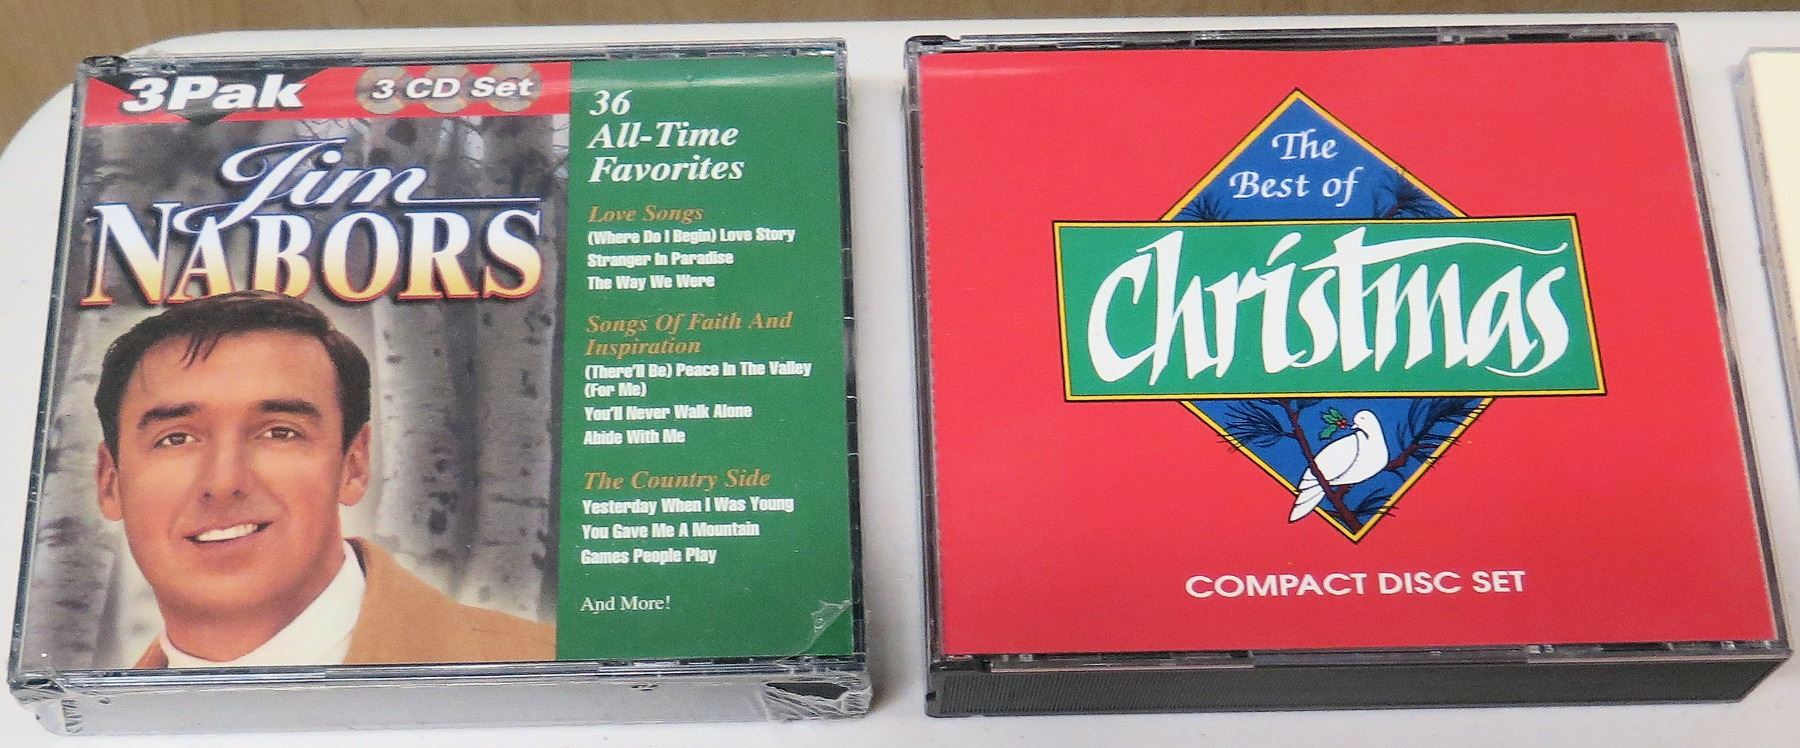 3Pak 3 CD Set
Jim
NABORS
36
All-Time
Favorites
Love Songs
(Where Do I Begin) Love Story
Stranger In Paradise
The Way We Were
Songs Of Faith And
Inspiration
(There'll Be) Peace In The Valley
(For Me)
You'll Never Walk Alone
Abide With Me
The Country Side
Yesterday When I Was Young
You Gave Me A Mountain
Games People Play
And More!
The
Best of
Christmas
COMPACT DISC SET